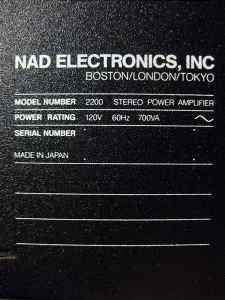 NAD ELECTRONICS, INC
BOSTON/LONDON/TOKYO
MODEL NUMBER 2200 STEREO POWER AMPLIFIER
POWER RATING 120V 60Hz 700VA
SERIAL NUMBER
MADE IN JAPAN